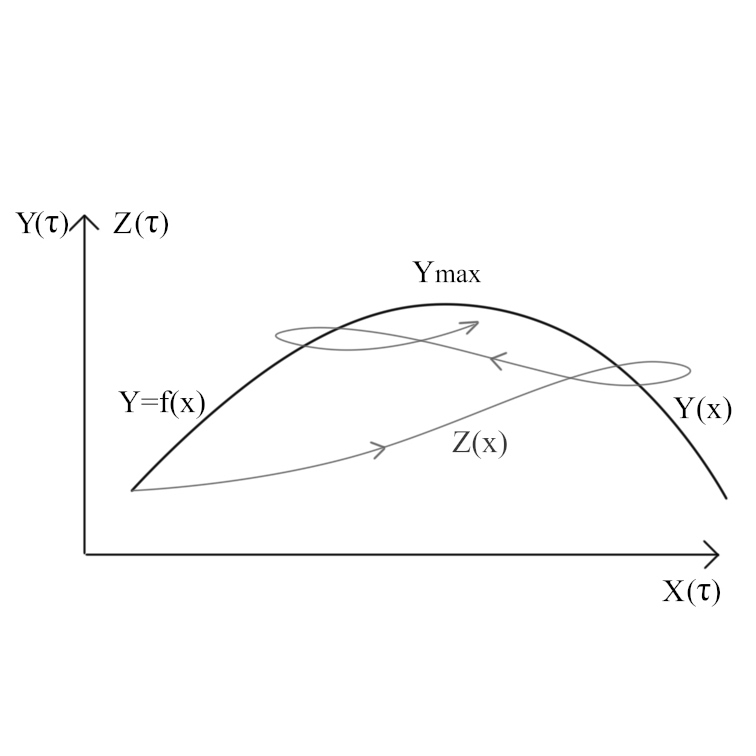 Y(τ) Z(τ)
Ymax
Y=f(x)
Y(x)
Z(x)
X(τ)